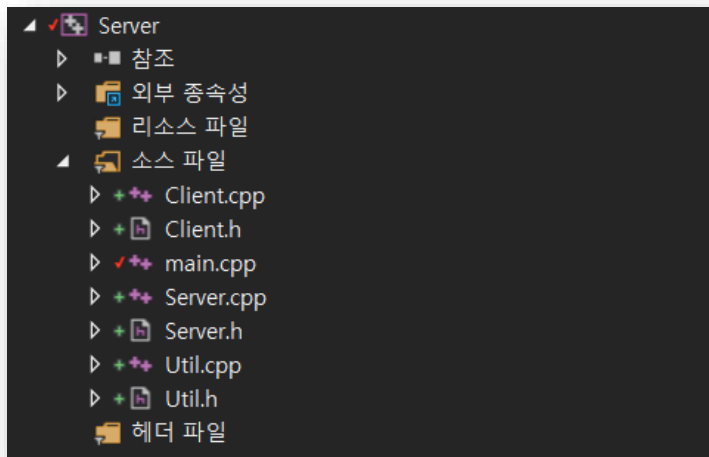 Server
참조
외부 종속성
리소스 파일
소스 파일
Client.cpp
Client.h
main.cpp
Server.cpp
Server.h
Util.cpp
Util.h
헤더 파일